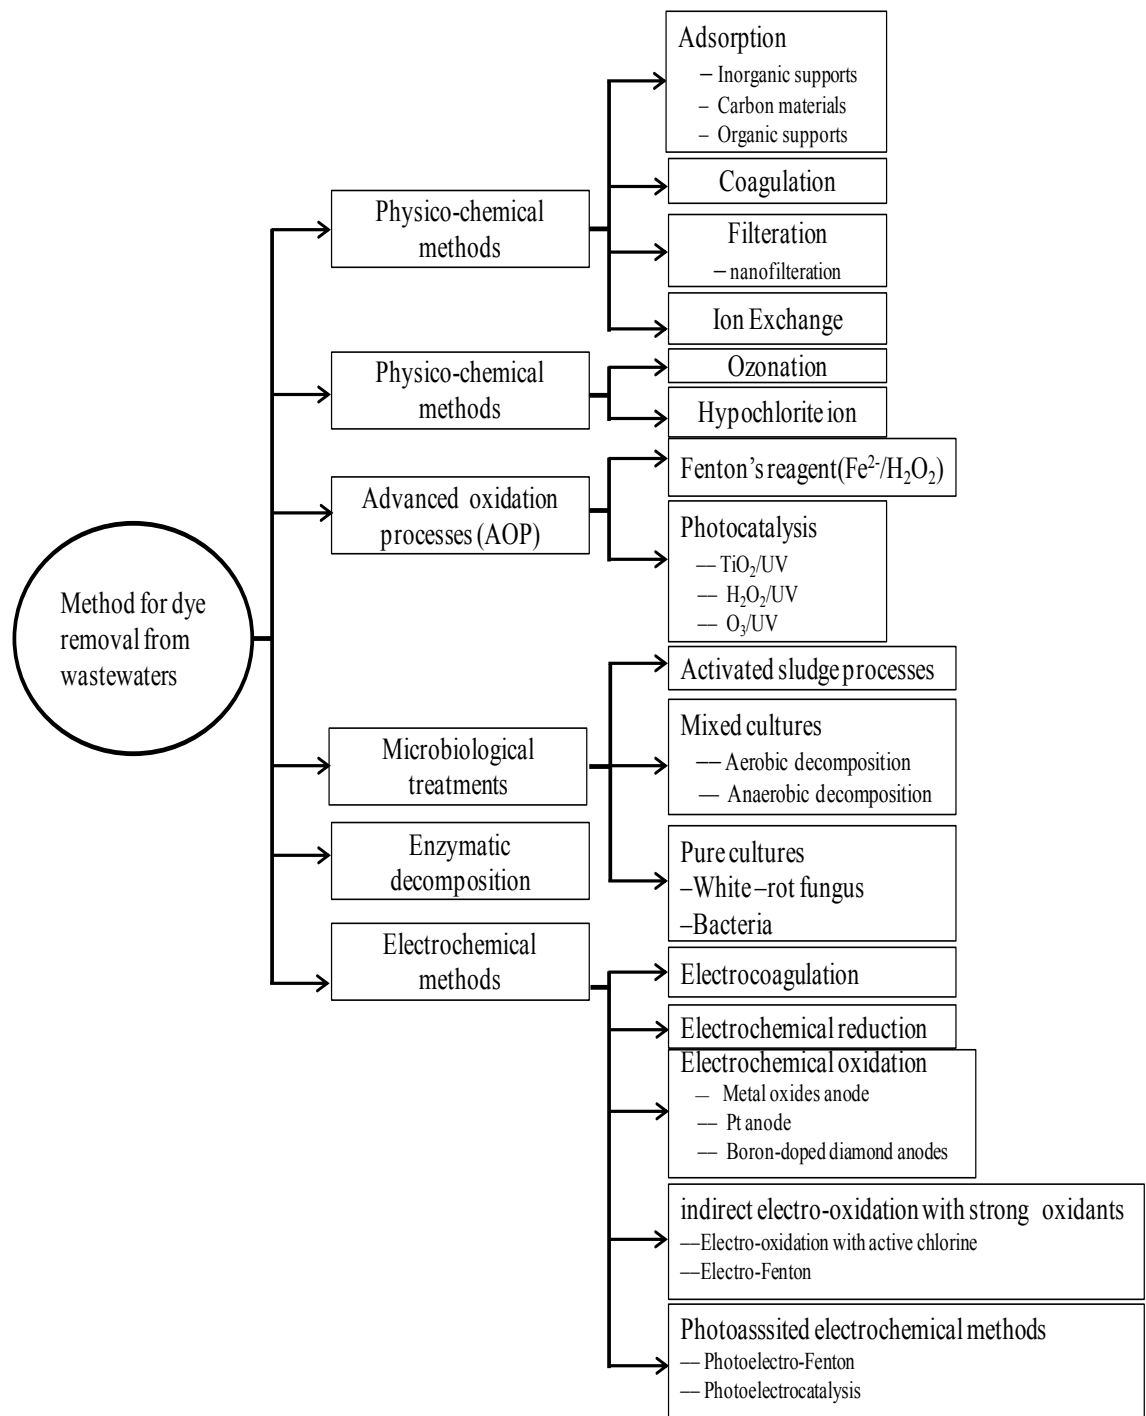 Method for dye
removal from
wastewaters
Physico-chemical
methods
Adsorption
– Inorganic supports
– Carbon materials
– Organic supports
Coagulation
Filteration
– nanofilteration
Ion Exchange
Physico-chemical
methods
Ozonation
Hypochlorite ion
Advanced oxidation
processes (AOP)
Fenton's reagent(Fe²⁻/H₂O₂)
Photocatalysis
— TiO₂/UV
— H₂O₂/UV
— O₃/UV
Microbiological
treatments
Activated sludge processes
Mixed cultures
— Aerobic decomposition
— Anaerobic decomposition
Pure cultures
–White –rot fungus
–Bacteria
Enzymatic
decomposition
Electrochemical
methods
Electrocoagulation
Electrochemical reduction
Electrochemical oxidation
— Metal oxides anode
— Pt anode
— Boron-doped diamond anodes
indirect electro-oxidation with strong oxidants
—Electro-oxidation with active chlorine
—Electro-Fenton
Photoasssited electrochemical methods
— Photoelectro-Fenton
— Photoelectrocatalysis